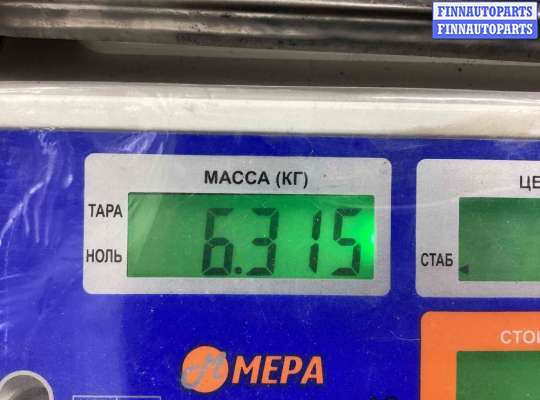 FINNAUTOPARTS
FINNAUTOPARTS
МАССА (КГ)
ТАРА
6.315
НОЛЬ
СТАБ
МЕРА